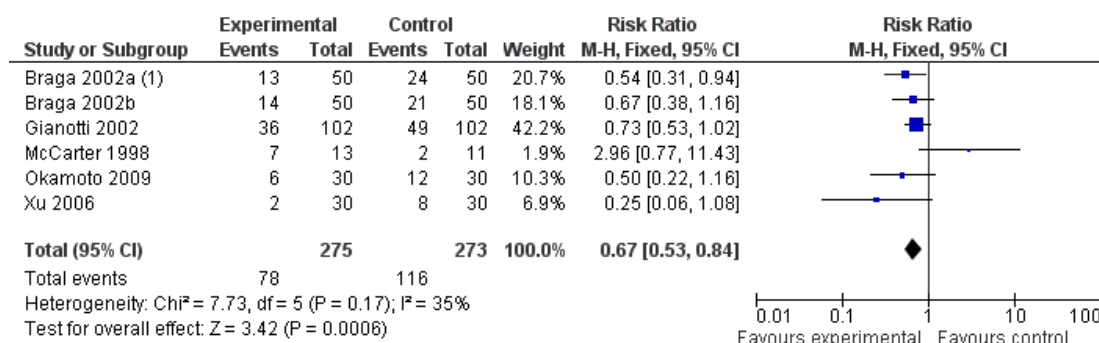 Experimental Control Risk Ratio Risk Ratio
Study or Subgroup Events Total Events Total Weight M-H, Fixed, 95% CI M-H, Fixed, 95% CI
Braga 2002a (1) 13 50 24 50 20.7% 0.54 [0.31, 0.94]
Braga 2002b 14 50 21 50 18.1% 0.67 [0.38, 1.16]
Gianotti 2002 36 102 49 102 42.2% 0.73 [0.53, 1.02]
McCarter 1998 7 13 2 11 1.9% 2.96 [0.77, 11.43]
Okamoto 2009 6 30 12 30 10.3% 0.50 [0.22, 1.16]
Xu 2006 2 30 8 30 6.9% 0.25 [0.06, 1.08]
Total (95% CI) 275 273 100.0% 0.67 [0.53, 0.84]
Total events 78 116
Heterogeneity: Chi² = 7.73, df = 5 (P = 0.17); I² = 35%
Test for overall effect: Z = 3.42 (P = 0.0006)
0.01 0.1 1 10 100
Favours experimental Favours control